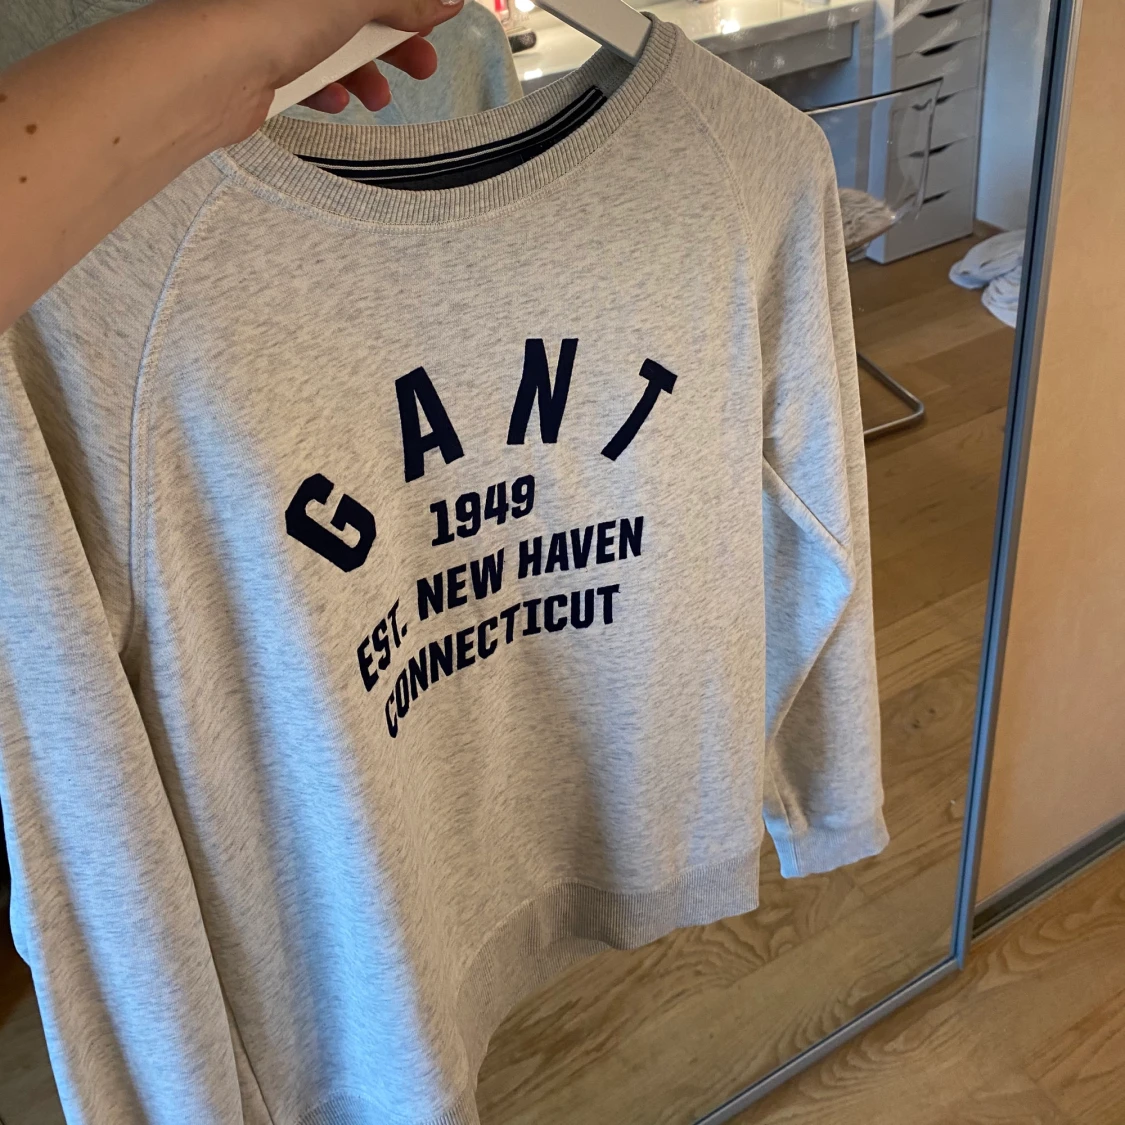 GANT
1949
EST. NEW HAVEN
CONNECTICUT